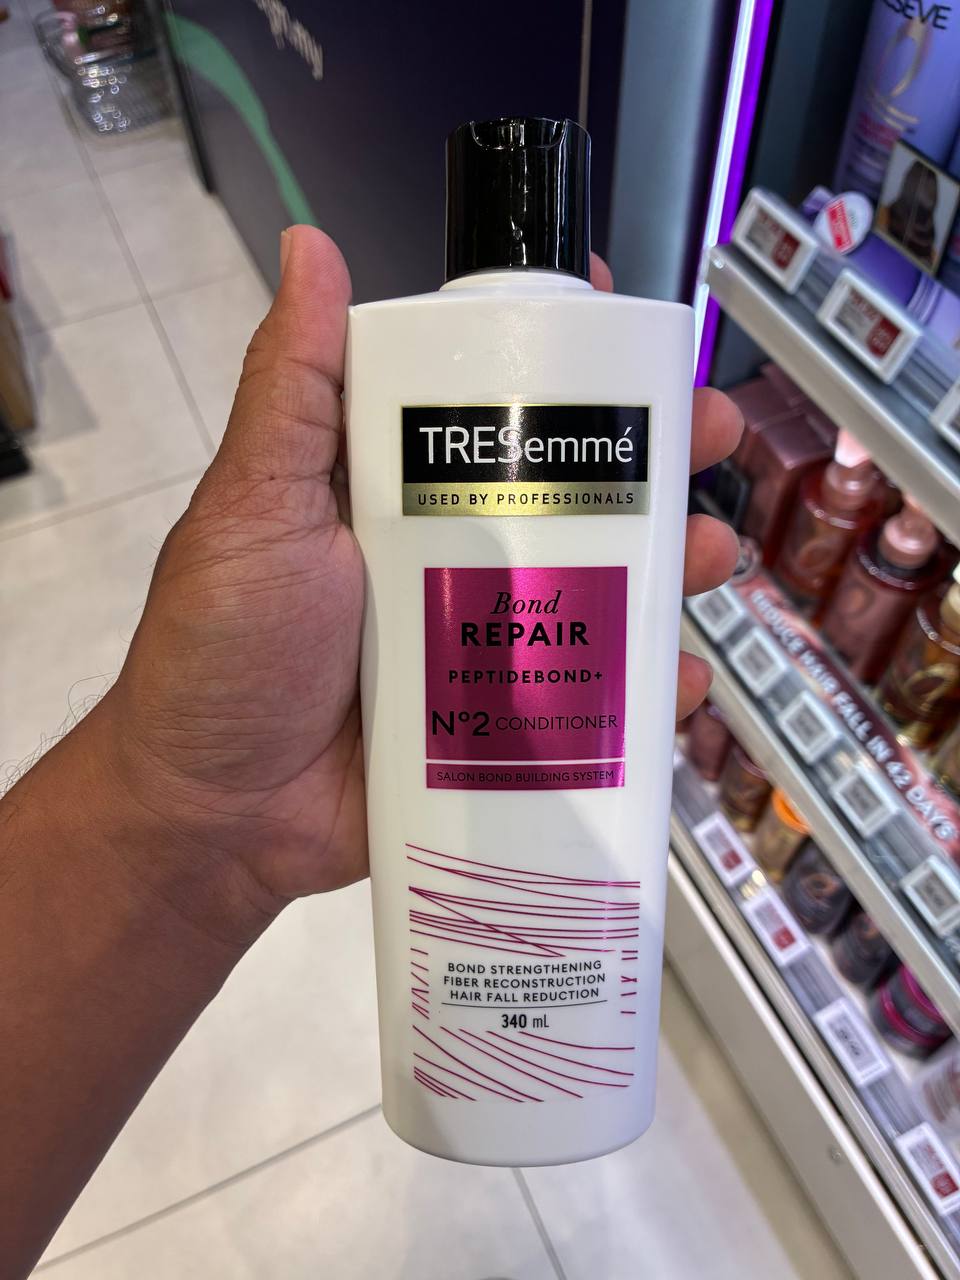 TRESemmé
USED BY PROFESSIONALS
Bond
REPAIR
PEPTIDEBOND+
Nº2 CONDITIONER
SALON BOND BUILDING SYSTEM
BOND STRENGTHENING
FIBER RECONSTRUCTION
HAIR FALL REDUCTION
340 mL
REDUCE HAIR FALL IN 42 DAYS